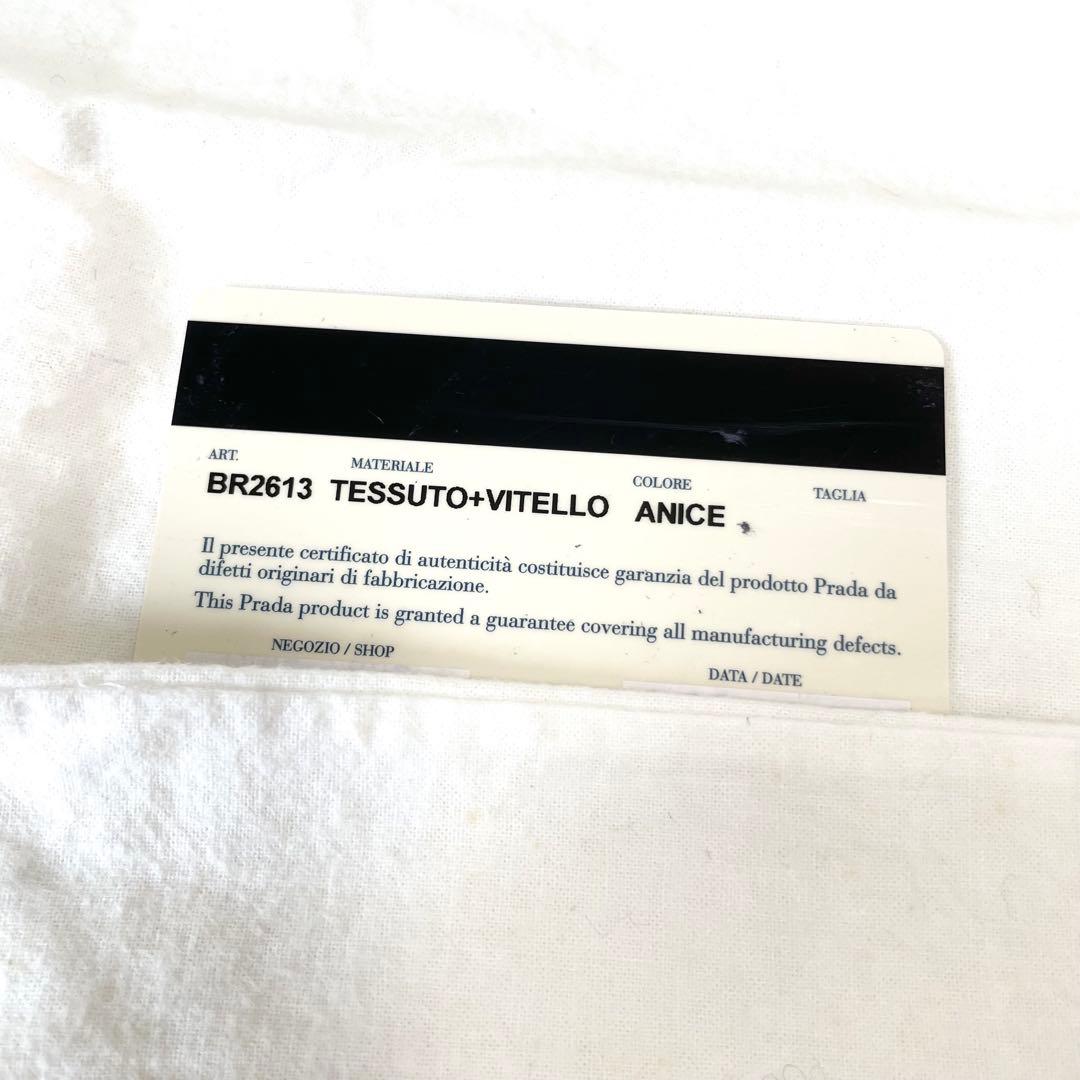 ART. MATERIALE COLORE TAGLIA
BR2613 TESSUTO+VITELLO ANICE
Il presente certificato di autenticità costituisce garanzia del prodotto Prada da
difetti originari di fabbricazione.
This Prada product is granted a guarantee covering all manufacturing defects.
NEGOZIO / SHOP DATA / DATE